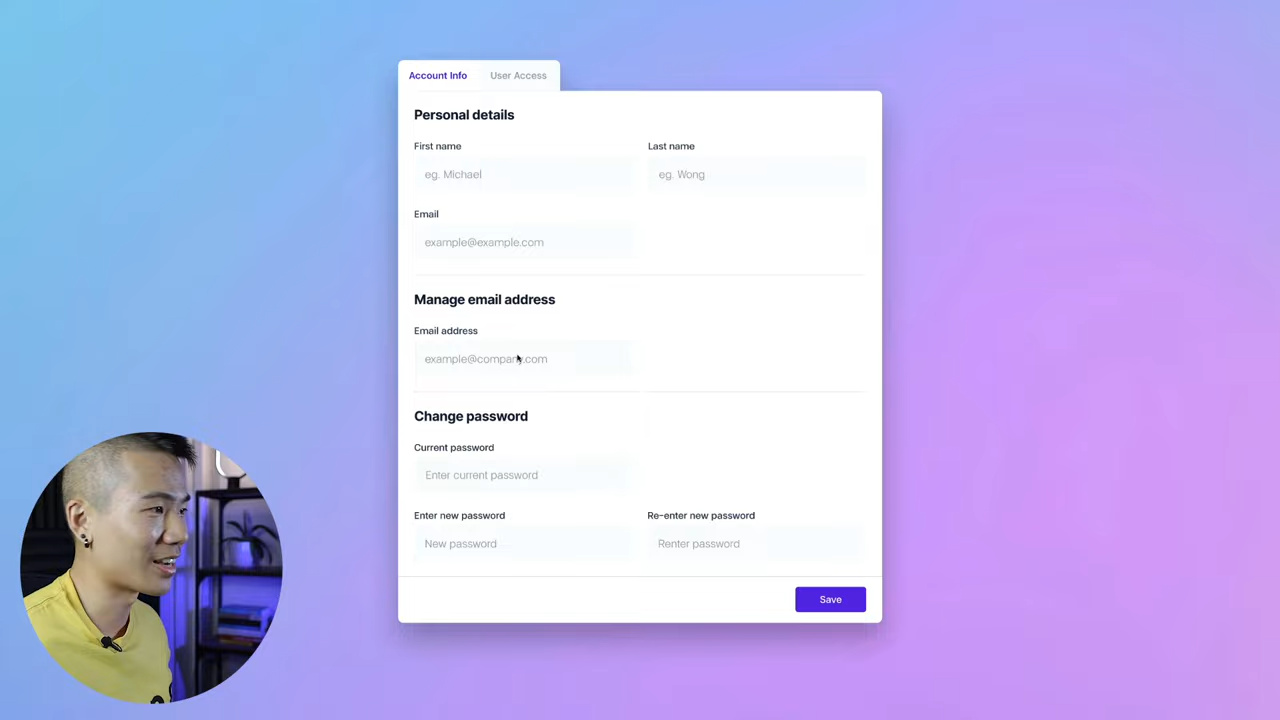 Account Info User Access
Personal details
First name Last name
eg. Michael eg. Wong
Email
example@example.com
Manage email address
Email address
example@company.com
Change password
Current password
Enter current password
Enter new password Re-enter new password
New password Renter password
Save